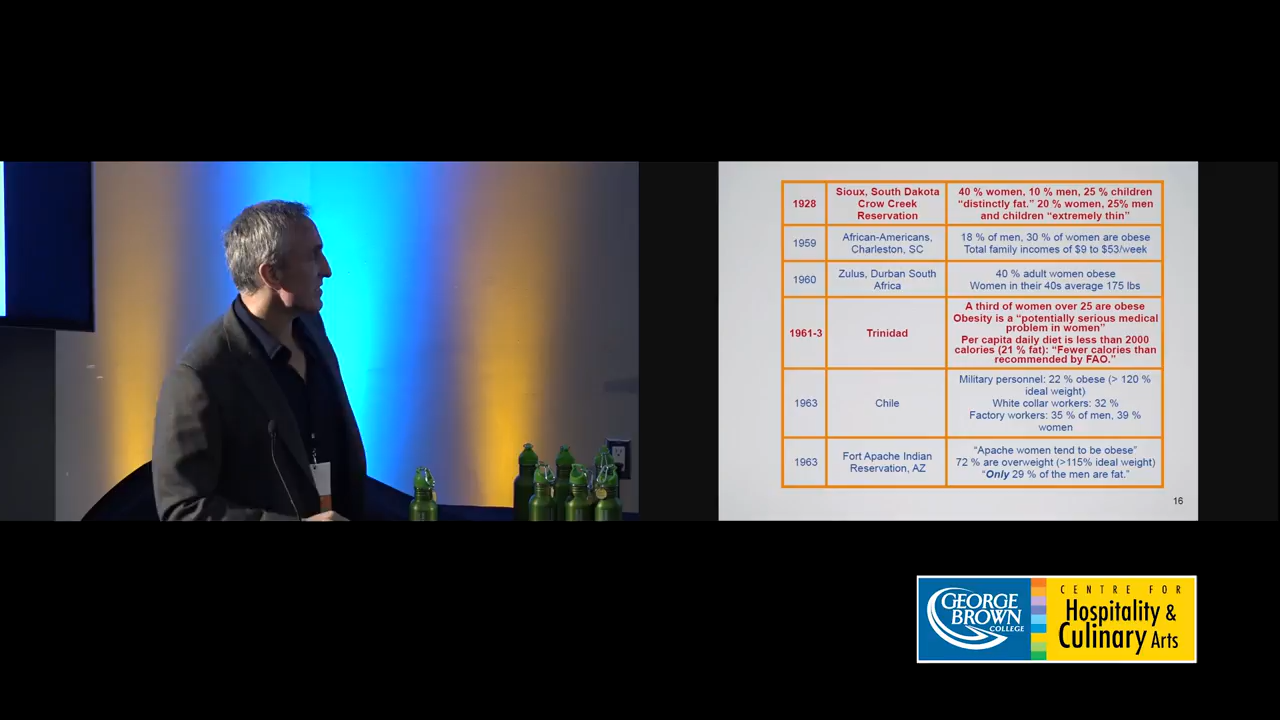 1928
Sioux, South Dakota
Crow Creek
Reservation
40 % women, 10 % men, 25 % children
“distinctly fat.” 20 % women, 25% men
and children “extremely thin”
1959
African-Americans,
Charleston, SC
18 % of men, 30 % of women are obese
Total family incomes of $9 to $53/week
1960
Zulus, Durban South
Africa
40 % adult women obese
Women in their 40s average 175 lbs
1961-3
Trinidad
A third of women over 25 are obese
Obesity is a “potentially serious medical
problem in women”
Per capita daily diet is less than 2000
calories (21 % fat): “Fewer calories than
recommended by FAO.”
1963
Chile
Military personnel: 22 % obese (> 120 %
ideal weight)
White collar workers: 32 %
Factory workers: 35 % of men, 39 %
women
1963
Fort Apache Indian
Reservation, AZ
“Apache women tend to be obese”
72 % are overweight (>115% ideal weight)
“Only 29 % of the men are fat.”
16
GEORGE
BROWN
COLLEGE
CENTRE FOR
Hospitality &
Culinary Arts